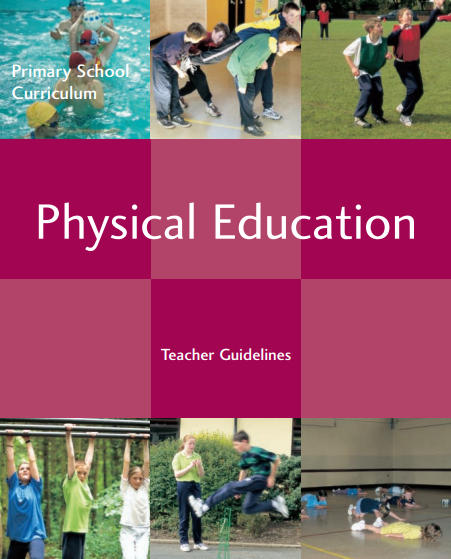 Primary School
Curriculum
Physical Education
Teacher Guidelines